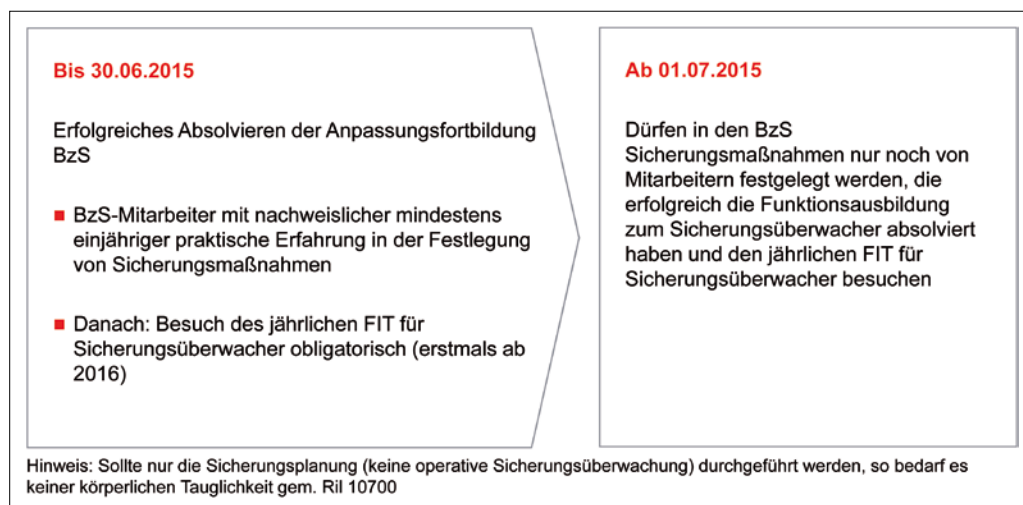 Bis 30.06.2015
Erfolgreiches Absolvieren der Anpassungsfortbildung
BzS
■ BzS-Mitarbeiter mit nachweislicher mindestens
einjähriger praktische Erfahrung in der Festlegung
von Sicherungsmaßnahmen
■ Danach: Besuch des jährlichen FIT für
Sicherungsüberwacher obligatorisch (erstmals ab
2016)
Ab 01.07.2015
Dürfen in den BzS
Sicherungsmaßnahmen nur noch von
Mitarbeitern festgelegt werden, die
erfolgreich die Funktionsausbildung
zum Sicherungsüberwacher absolviert
haben und den jährlichen FIT für
Sicherungsüberwacher besuchen
Hinweis: Sollte nur die Sicherungsplanung (keine operative Sicherungsüberwachung) durchgeführt werden, so bedarf es
keiner körperlichen Tauglichkeit gem. Ril 10700